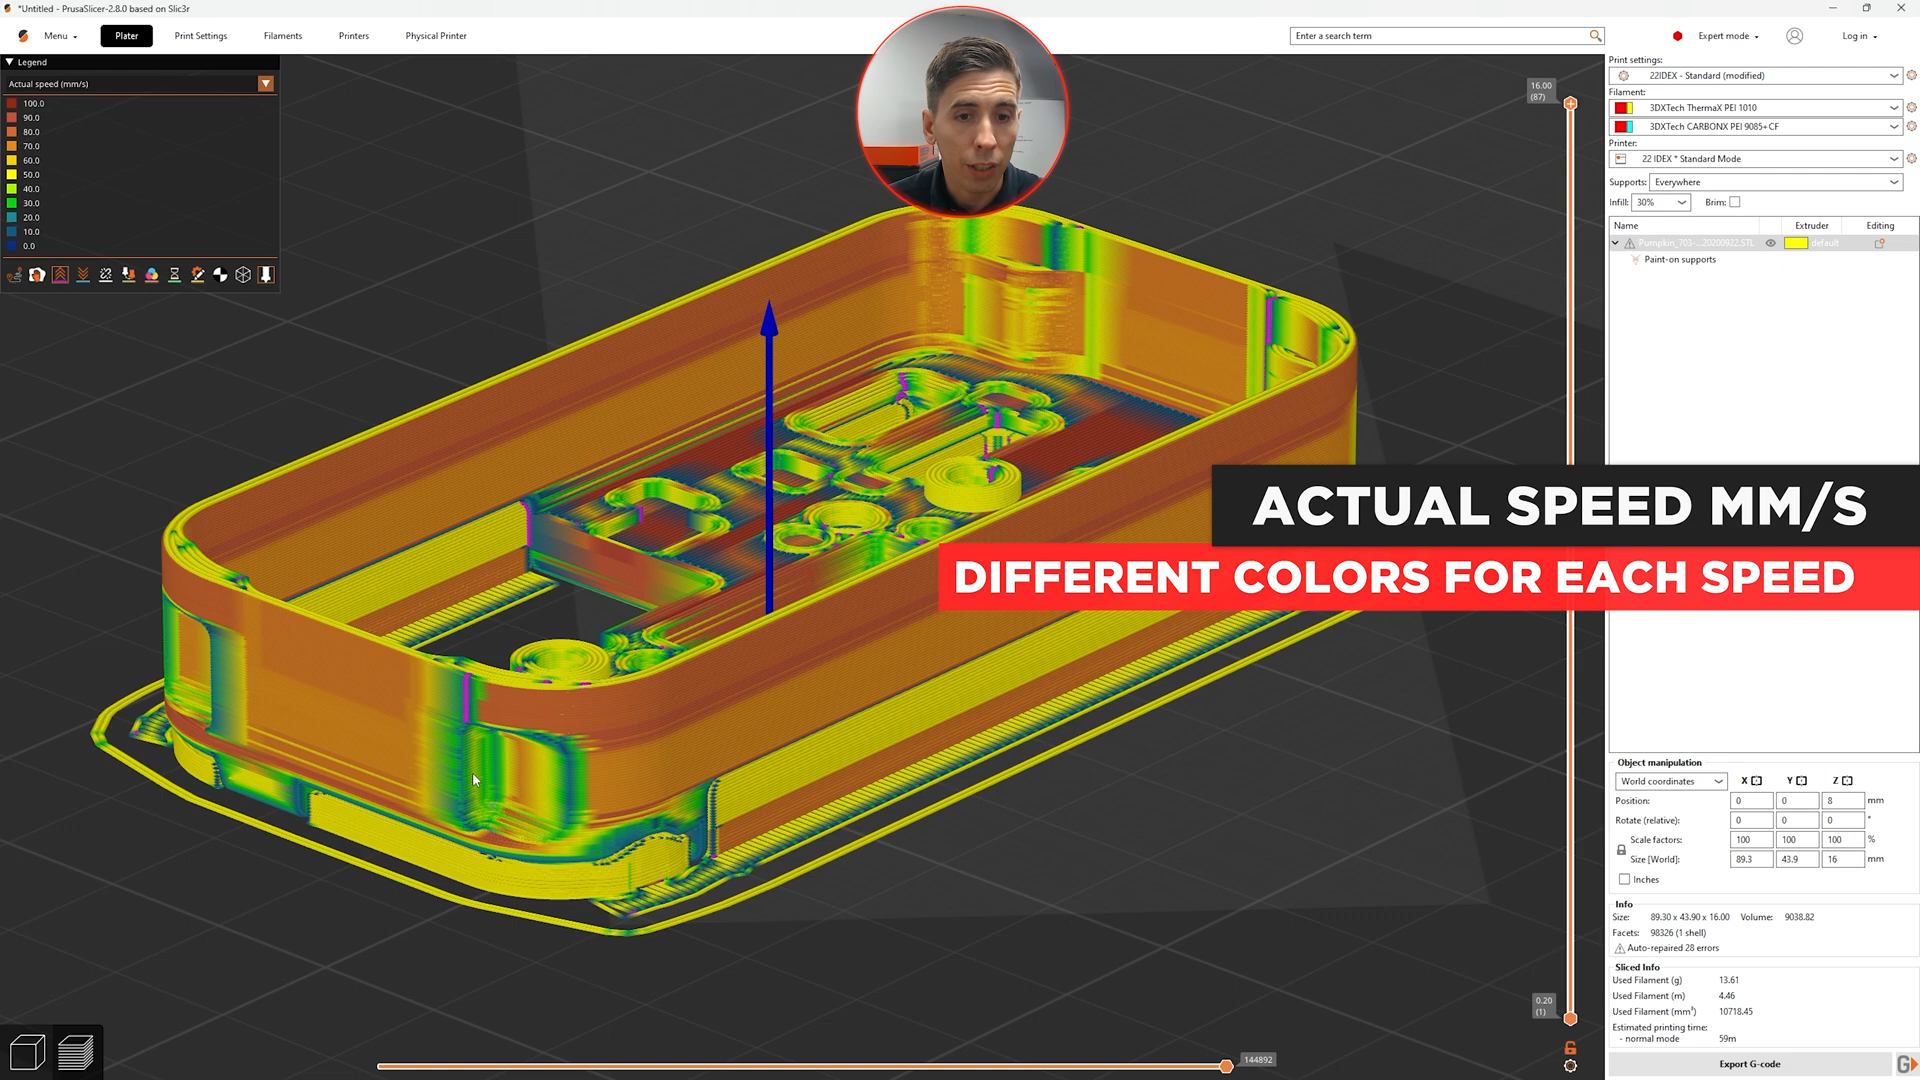 *Untitled - PrusaSlicer-2.8.0 based on Slic3r
Menu
Plater
Print Settings
Filaments
Printers
Physical Printer
Enter a search term
Expert mode
Log in
Legend
Actual speed (mm/s)
100.0
90.0
80.0
70.0
60.0
50.0
40.0
30.0
20.0
10.0
0.0
16.00
(87)
Print settings:
22IDEX - Standard (modified)
Filament:
3DXTech ThermaX PEI 1010
3DXTech CARBONX PEI 9085+CF
Printer:
22 IDEX * Standard Mode
Supports: Everywhere
Infill: 30% Brim:
Name Extruder Editing
Pumpkin_703-...20200922.STL default
Paint-on supports
ACTUAL SPEED MM/S
DIFFERENT COLORS FOR EACH SPEED
Object manipulation
World coordinates X Y Z
Position: 0 0 8 mm
Rotate (relative): 0 0 0 °
Scale factors: 100 100 100 %
Size [World]: 89.3 43.9 16 mm
Inches
Info
Size: 89.30 x 43.90 x 16.00 Volume: 9038.82
Facets: 98326 (1 shell)
Auto-repaired 28 errors
Sliced Info
Used Filament (g) 13.61
Used Filament (m) 4.46
Used Filament (mm³) 10718.45
Estimated printing time:
- normal mode 59m
0.20
(1)
144892
Export G-code
G